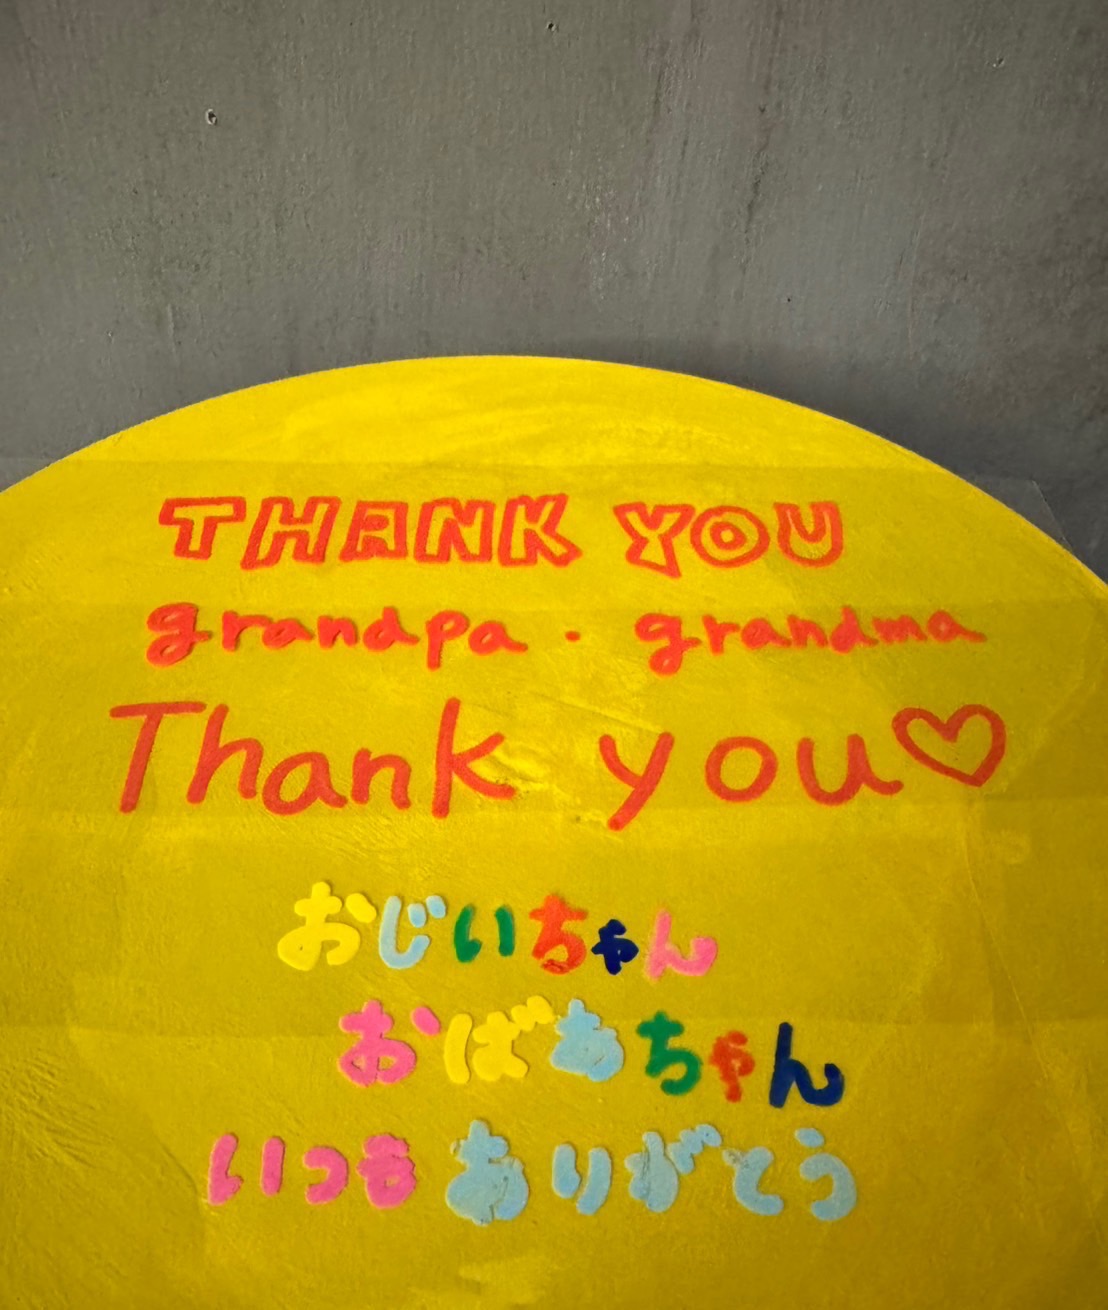 THANK YOU
grandpa・grandma
Thank you♡
おじいちゃん
おばあちゃん
いつもありがとう